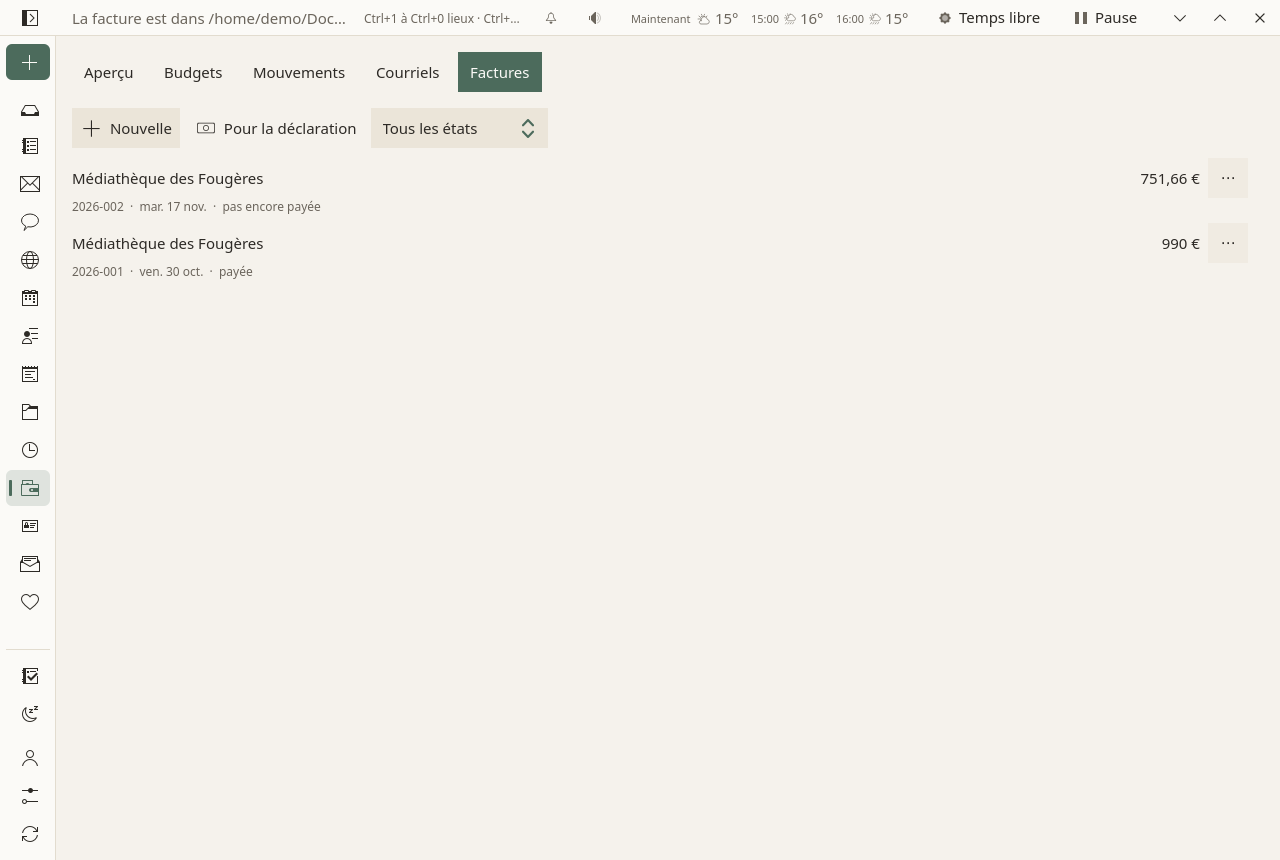 La facture est dans /home/demo/Doc... Ctrl+1 à Ctrl+0 lieux · Ctrl+... Maintenant 15° 15:00 16° 16:00 15° Temps libre Pause
Aperçu Budgets Mouvements Courriels Factures
Nouvelle Pour la déclaration Tous les états
Médiathèque des Fougères 751,66 € ...
2026-002 · mar. 17 nov. · pas encore payée
Médiathèque des Fougères 990 € ...
2026-001 · ven. 30 oct. · payée